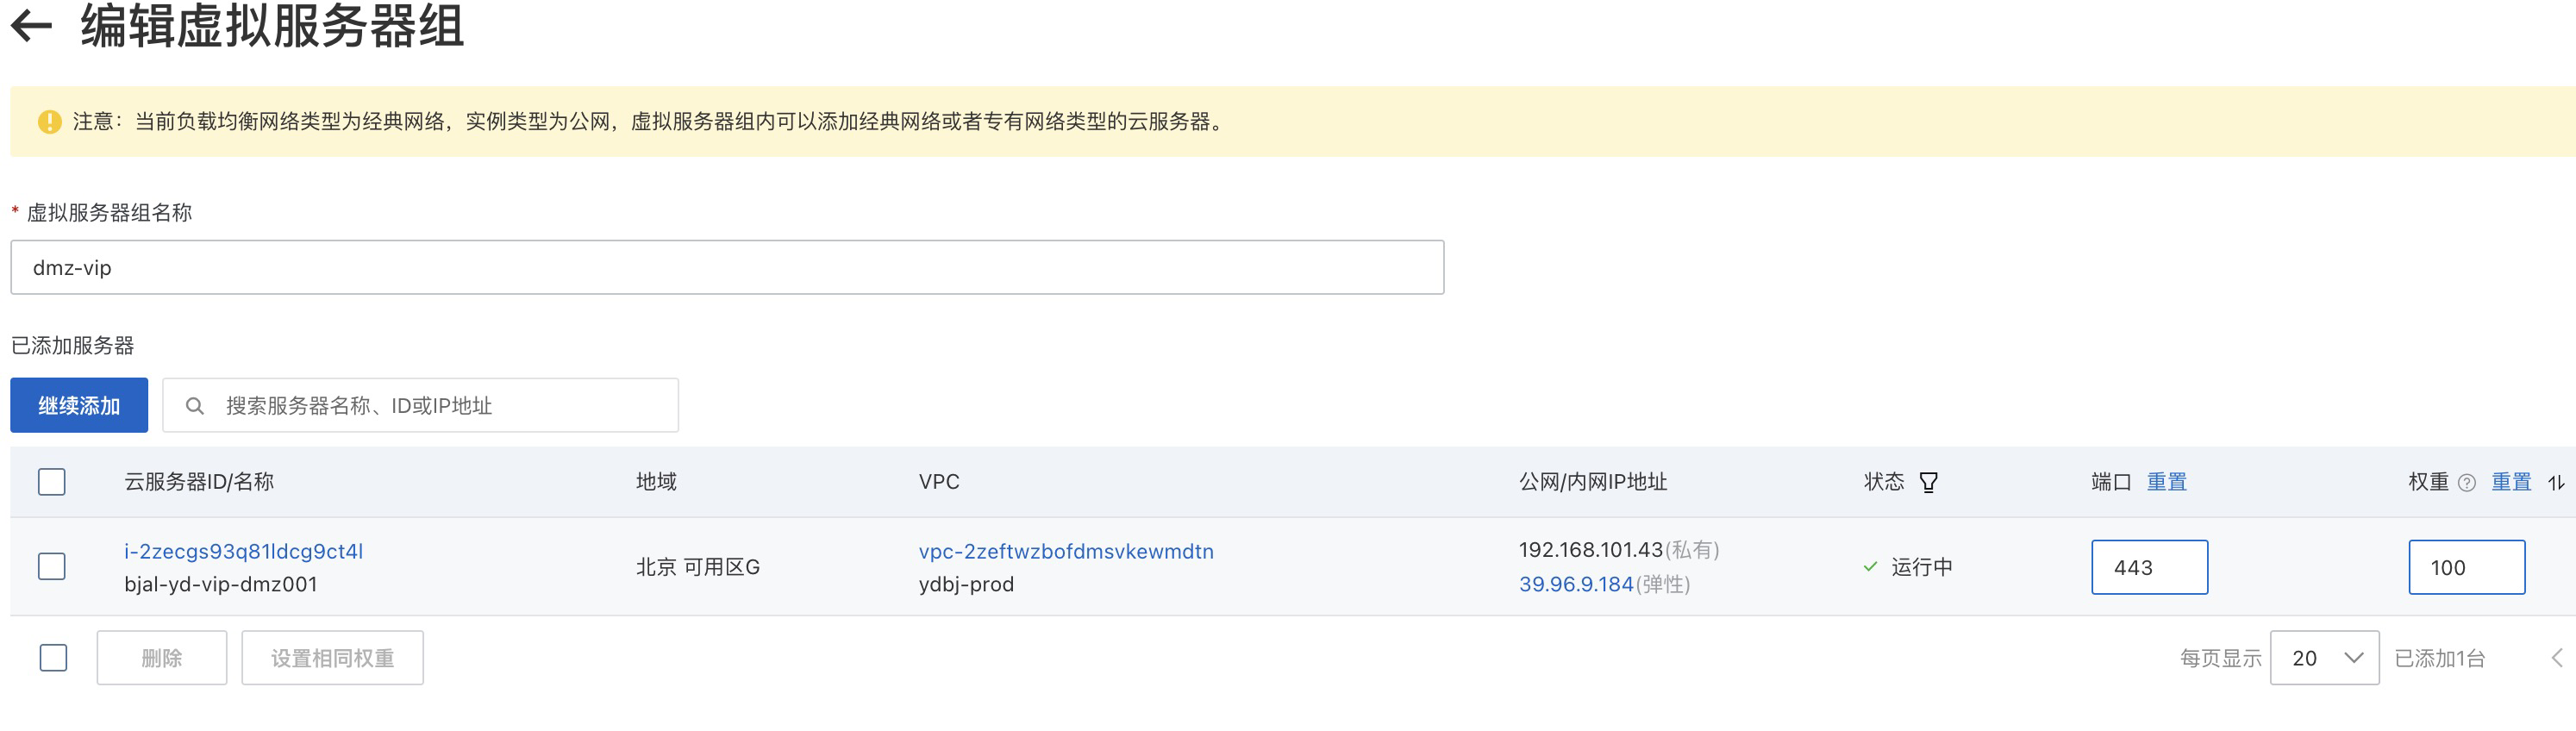 编辑虚拟服务器组
注意：当前负载均衡网络类型为经典网络，实例类型为公网，虚拟服务器组内可以添加经典网络或者专有网络类型的云服务器。
* 虚拟服务器组名称
dmz-vip
已添加服务器
继续添加 搜索服务器名称、ID或IP地址
云服务器ID/名称 地域 VPC 公网/内网IP地址 状态 端口 重置 权重 重置
i-2zecgs93q81ldcg9ct4l vpc-2zeftwzbofdmsvkewmdtn 192.168.101.43(私有)
北京 可用区G 运行中 443 100
bjal-yd-vip-dmz001 ydbj-prod 39.96.9.184(弹性)
删除 设置相同权重 每页显示 20 已添加1台